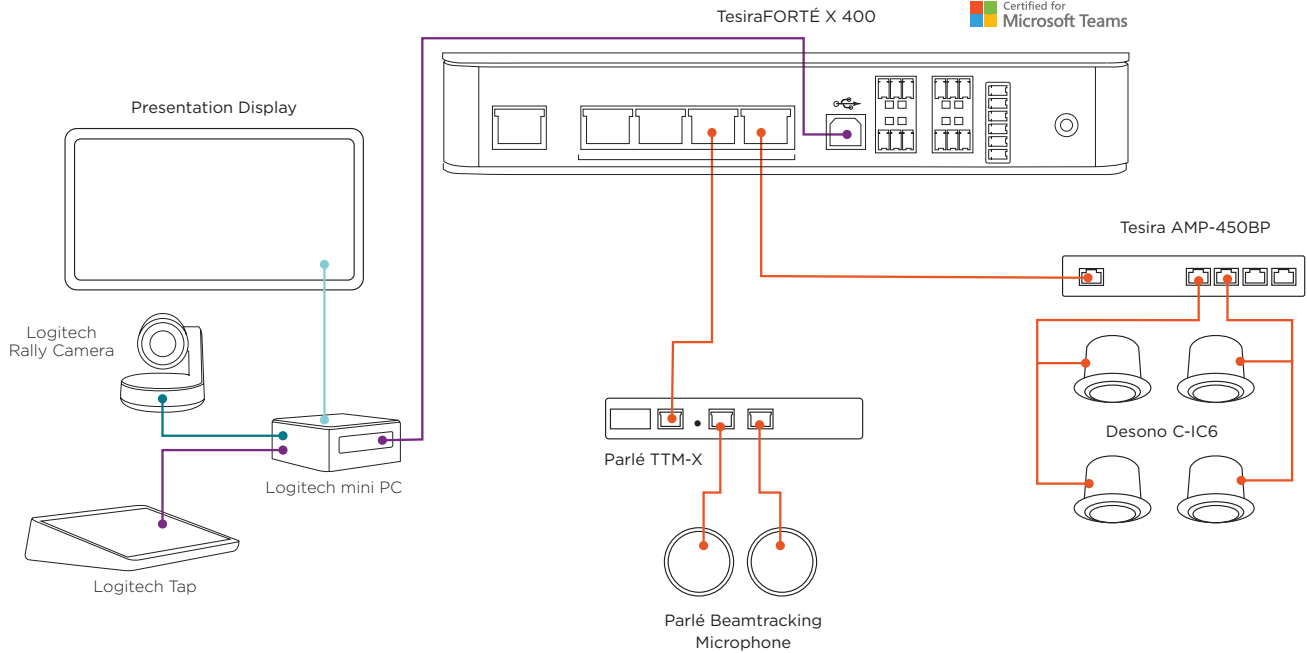 TesiraFORTÉ X 400
Certified for
Microsoft Teams
Presentation Display
Tesira AMP-450BP
Logitech
Rally Camera
Desono C-IC6
Parlé TTM-X
Logitech mini PC
Logitech Tap
Parlé Beamtracking
Microphone